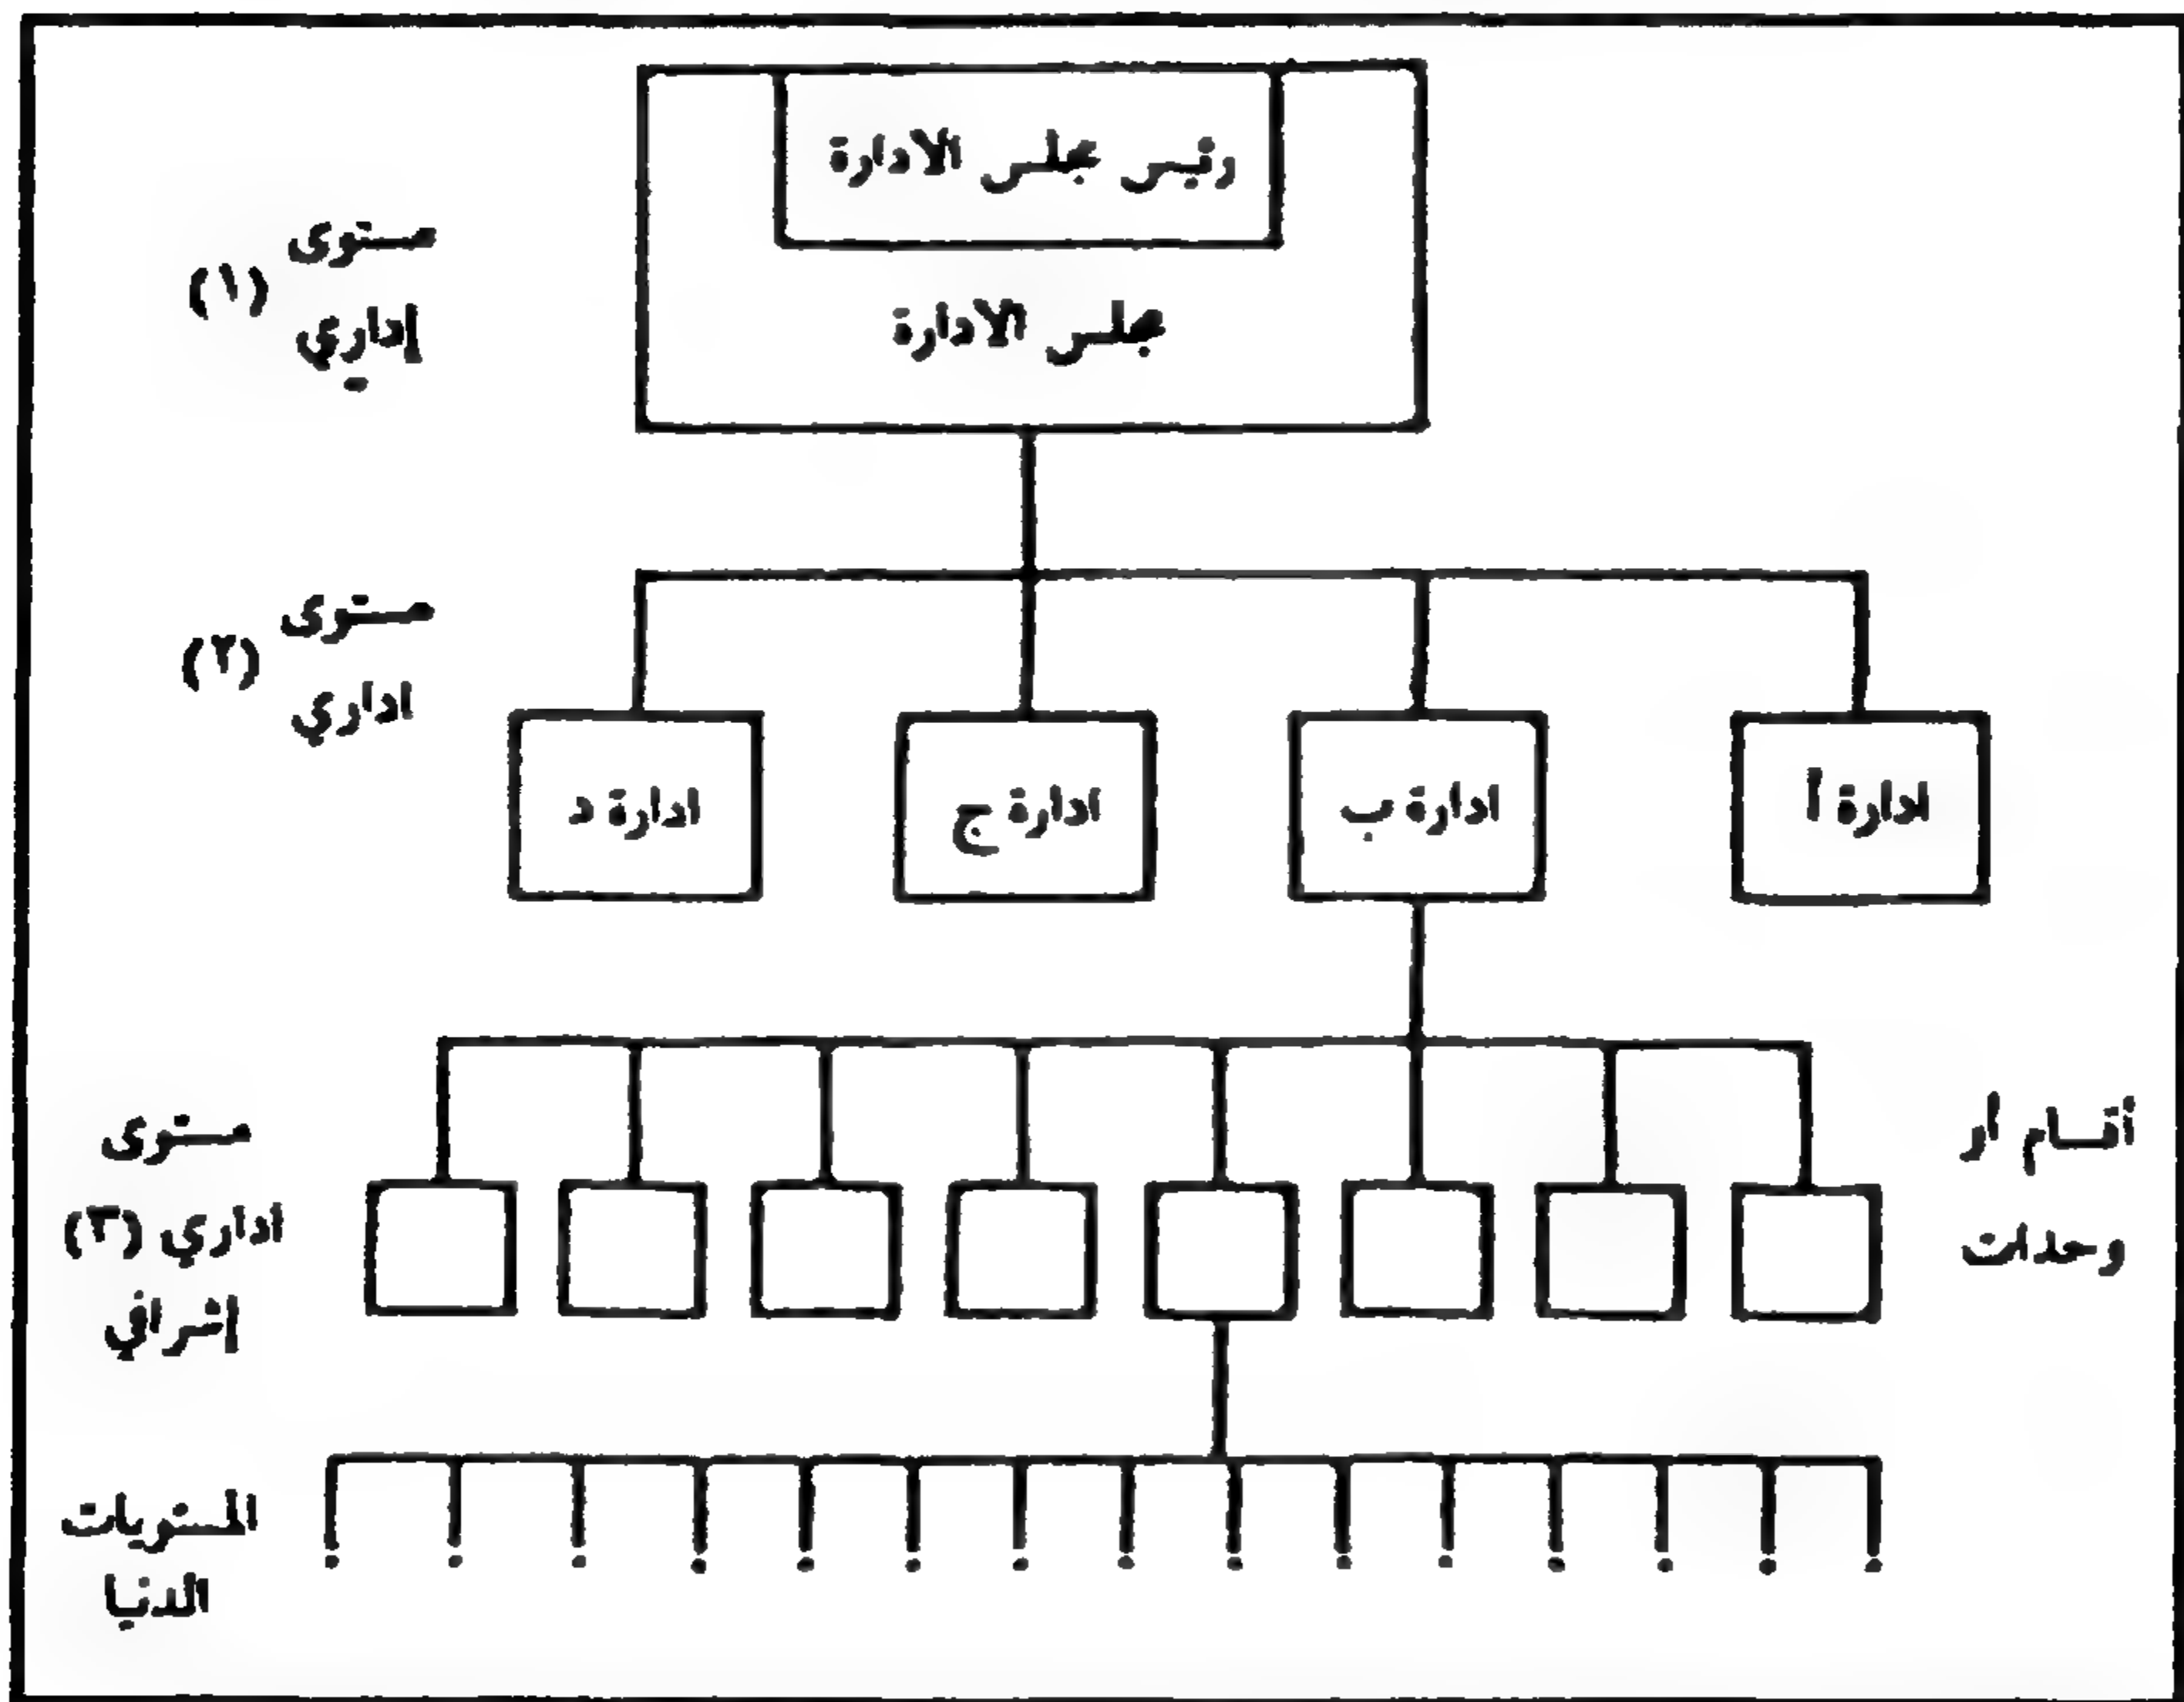 رئيس مجلس الادارة
مجلس الادارة
مستوى
إداري (١)
مستوى
اداري (٢)
ادارة أ
ادارة ب
ادارة ج
ادارة د
أقسام او
وحدات
مستوى
اداري (٣)
اشرافي
المستويات
الدنيا